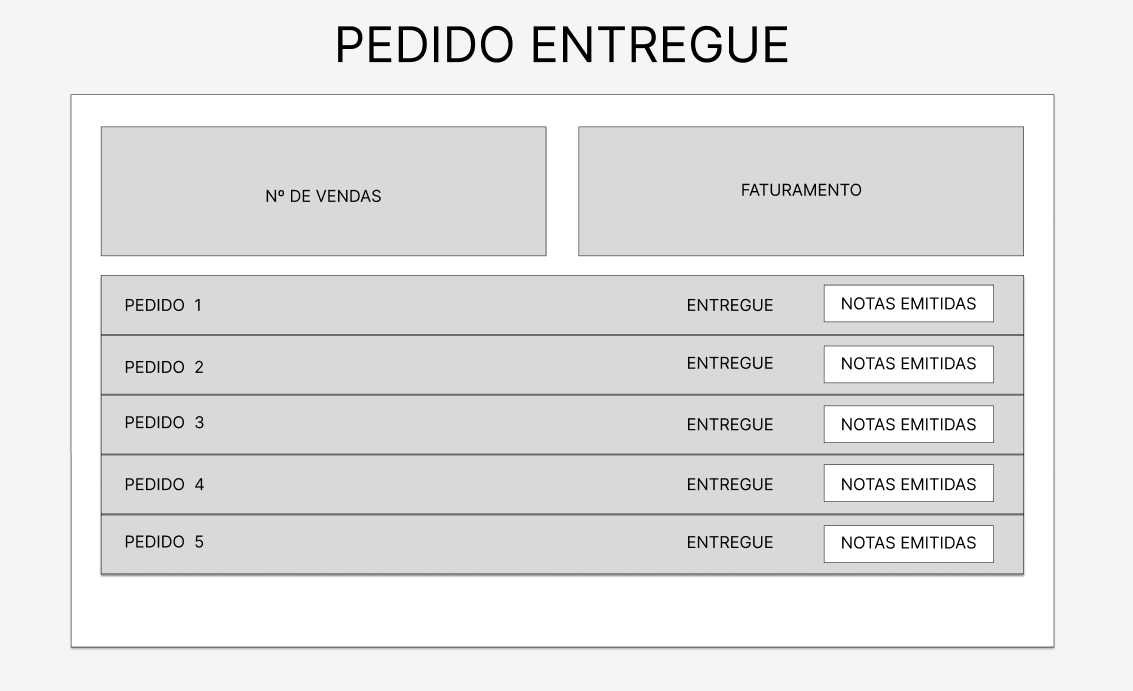 PEDIDO ENTREGUE
Nº DE VENDAS
FATURAMENTO
PEDIDO 1 ENTREGUE NOTAS EMITIDAS
PEDIDO 2 ENTREGUE NOTAS EMITIDAS
PEDIDO 3 ENTREGUE NOTAS EMITIDAS
PEDIDO 4 ENTREGUE NOTAS EMITIDAS
PEDIDO 5 ENTREGUE NOTAS EMITIDAS